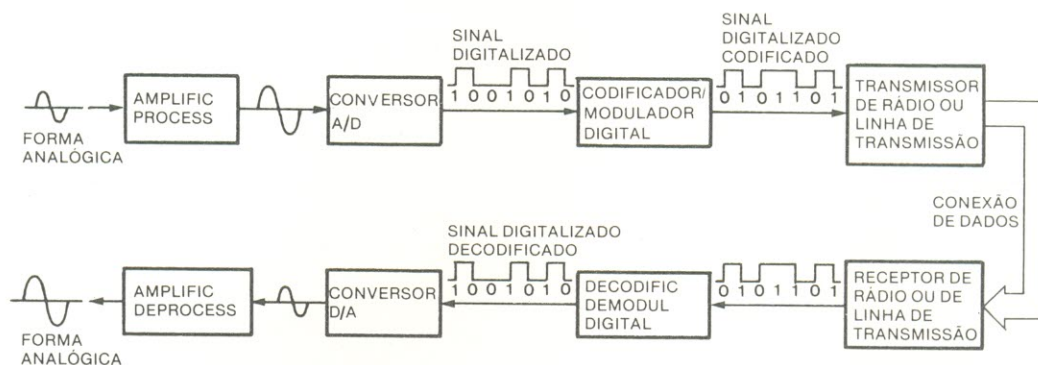 FORMA
ANALÓGICA
AMPLIFIC
PROCESS
CONVERSOR
A/D
SINAL
DIGITALIZADO
1 0 0 1 0 1 0
CODIFICADOR/
MODULADOR
DIGITAL
SINAL
DIGITALIZADO
CODIFICADO
0 1 0 1 1 0 1
TRANSMISSOR
DE RÁDIO OU
LINHA DE
TRANSMISSÃO
CONEXÃO
DE DADOS
RECEPTOR DE
RÁDIO OU DE
LINHA DE
TRANSMISSÃO
0 1 0 1 1 0 1
DECODIFIC
DEMODUL
DIGITAL
SINAL DIGITALIZADO
DECODIFICADO
1 0 0 1 0 1 0
CONVERSOR
D/A
AMPLIFIC
DEPROCESS
FORMA
ANALÓGICA